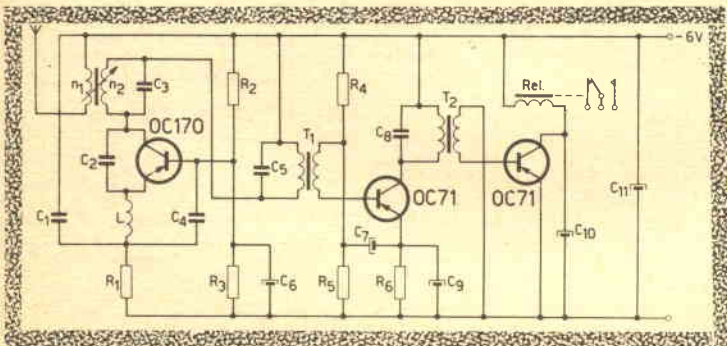 -6V
n₁
n₂
C₃
R₂
R₄
T₁
C₈
T₂
Rel.
OC170
C₂
C₅
OC71
OC71
C₁₁
C₁
L
C₄
C₇
C₁₀
R₁
R₃
C₆
R₅
R₆
C₉